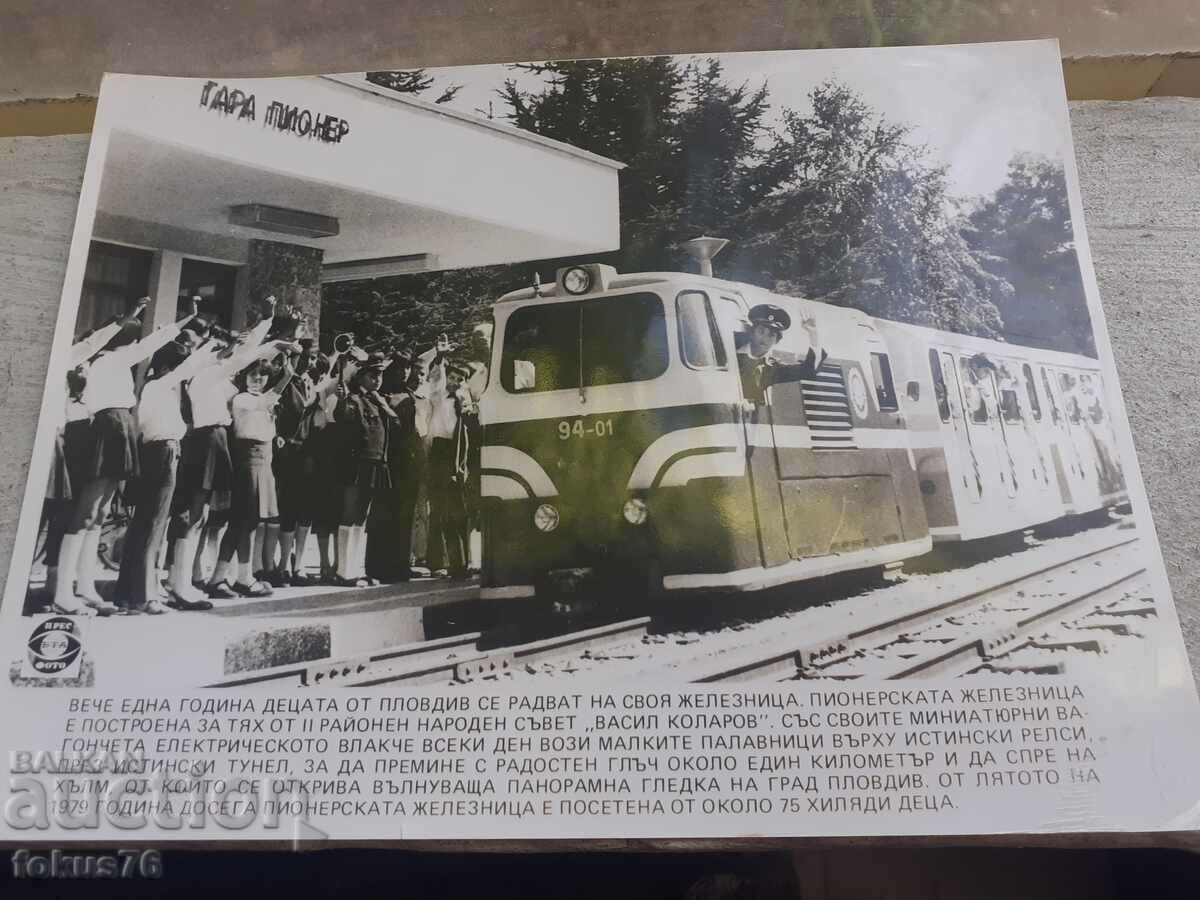 ГАРА ПИОНЕР
94-01
ПРЕС
БТА
ФОТО
ВЕЧЕ ЕДНА ГОДИНА ДЕЦАТА ОТ ПЛОВДИВ СЕ РАДВАТ НА СВОЯ ЖЕЛЕЗНИЦА. ПИОНЕРСКАТА ЖЕЛЕЗНИЦА
Е ПОСТРОЕНА ЗА ТЯХ ОТ II РАЙОНЕН НАРОДЕН СЪВЕТ „ВАСИЛ КОЛАРОВ". СЪС СВОИТЕ МИНИАТЮРНИ ВА-
ГОНЧЕТА ЕЛЕКТРИЧЕСКОТО ВЛАКЧЕ ВСЕКИ ДЕН ВОЗИ МАЛКИТЕ ПАЛАВНИЦИ ВЪРХУ ИСТИНСКИ РЕЛСИ,
ПРЕЗ ИСТИНСКИ ТУНЕЛ, ЗА ДА ПРЕМИНЕ С РАДОСТЕН ГЛЪЧ ОКОЛО ЕДИН КИЛОМЕТЪР И ДА СПРЕ НА
ХЪЛМ, ОТ КОЙТО СЕ ОТКРИВА ВЪЛНУВАЩА ПАНОРАМНА ГЛЕДКА НА ГРАД ПЛОВДИВ. ОТ ЛЯТОТО НА
1979 ГОДИНА ДОСЕГА ПИОНЕРСКАТА ЖЕЛЕЗНИЦА Е ПОСЕТЕНА ОТ ОКОЛО 75 ХИЛЯДИ ДЕЦА.
BALKAN
auction
fokus76